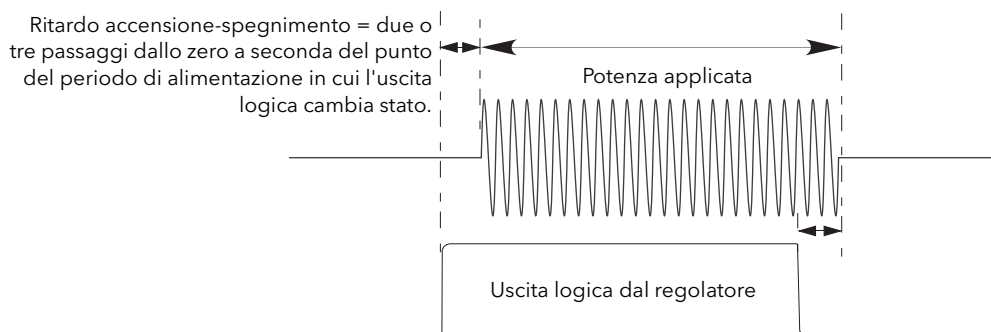 Ritardo accensione-spegnimento = due o
tre passaggi dallo zero a seconda del punto
del periodo di alimentazione in cui l'uscita
logica cambia stato.
Potenza applicata
Uscita logica dal regolatore